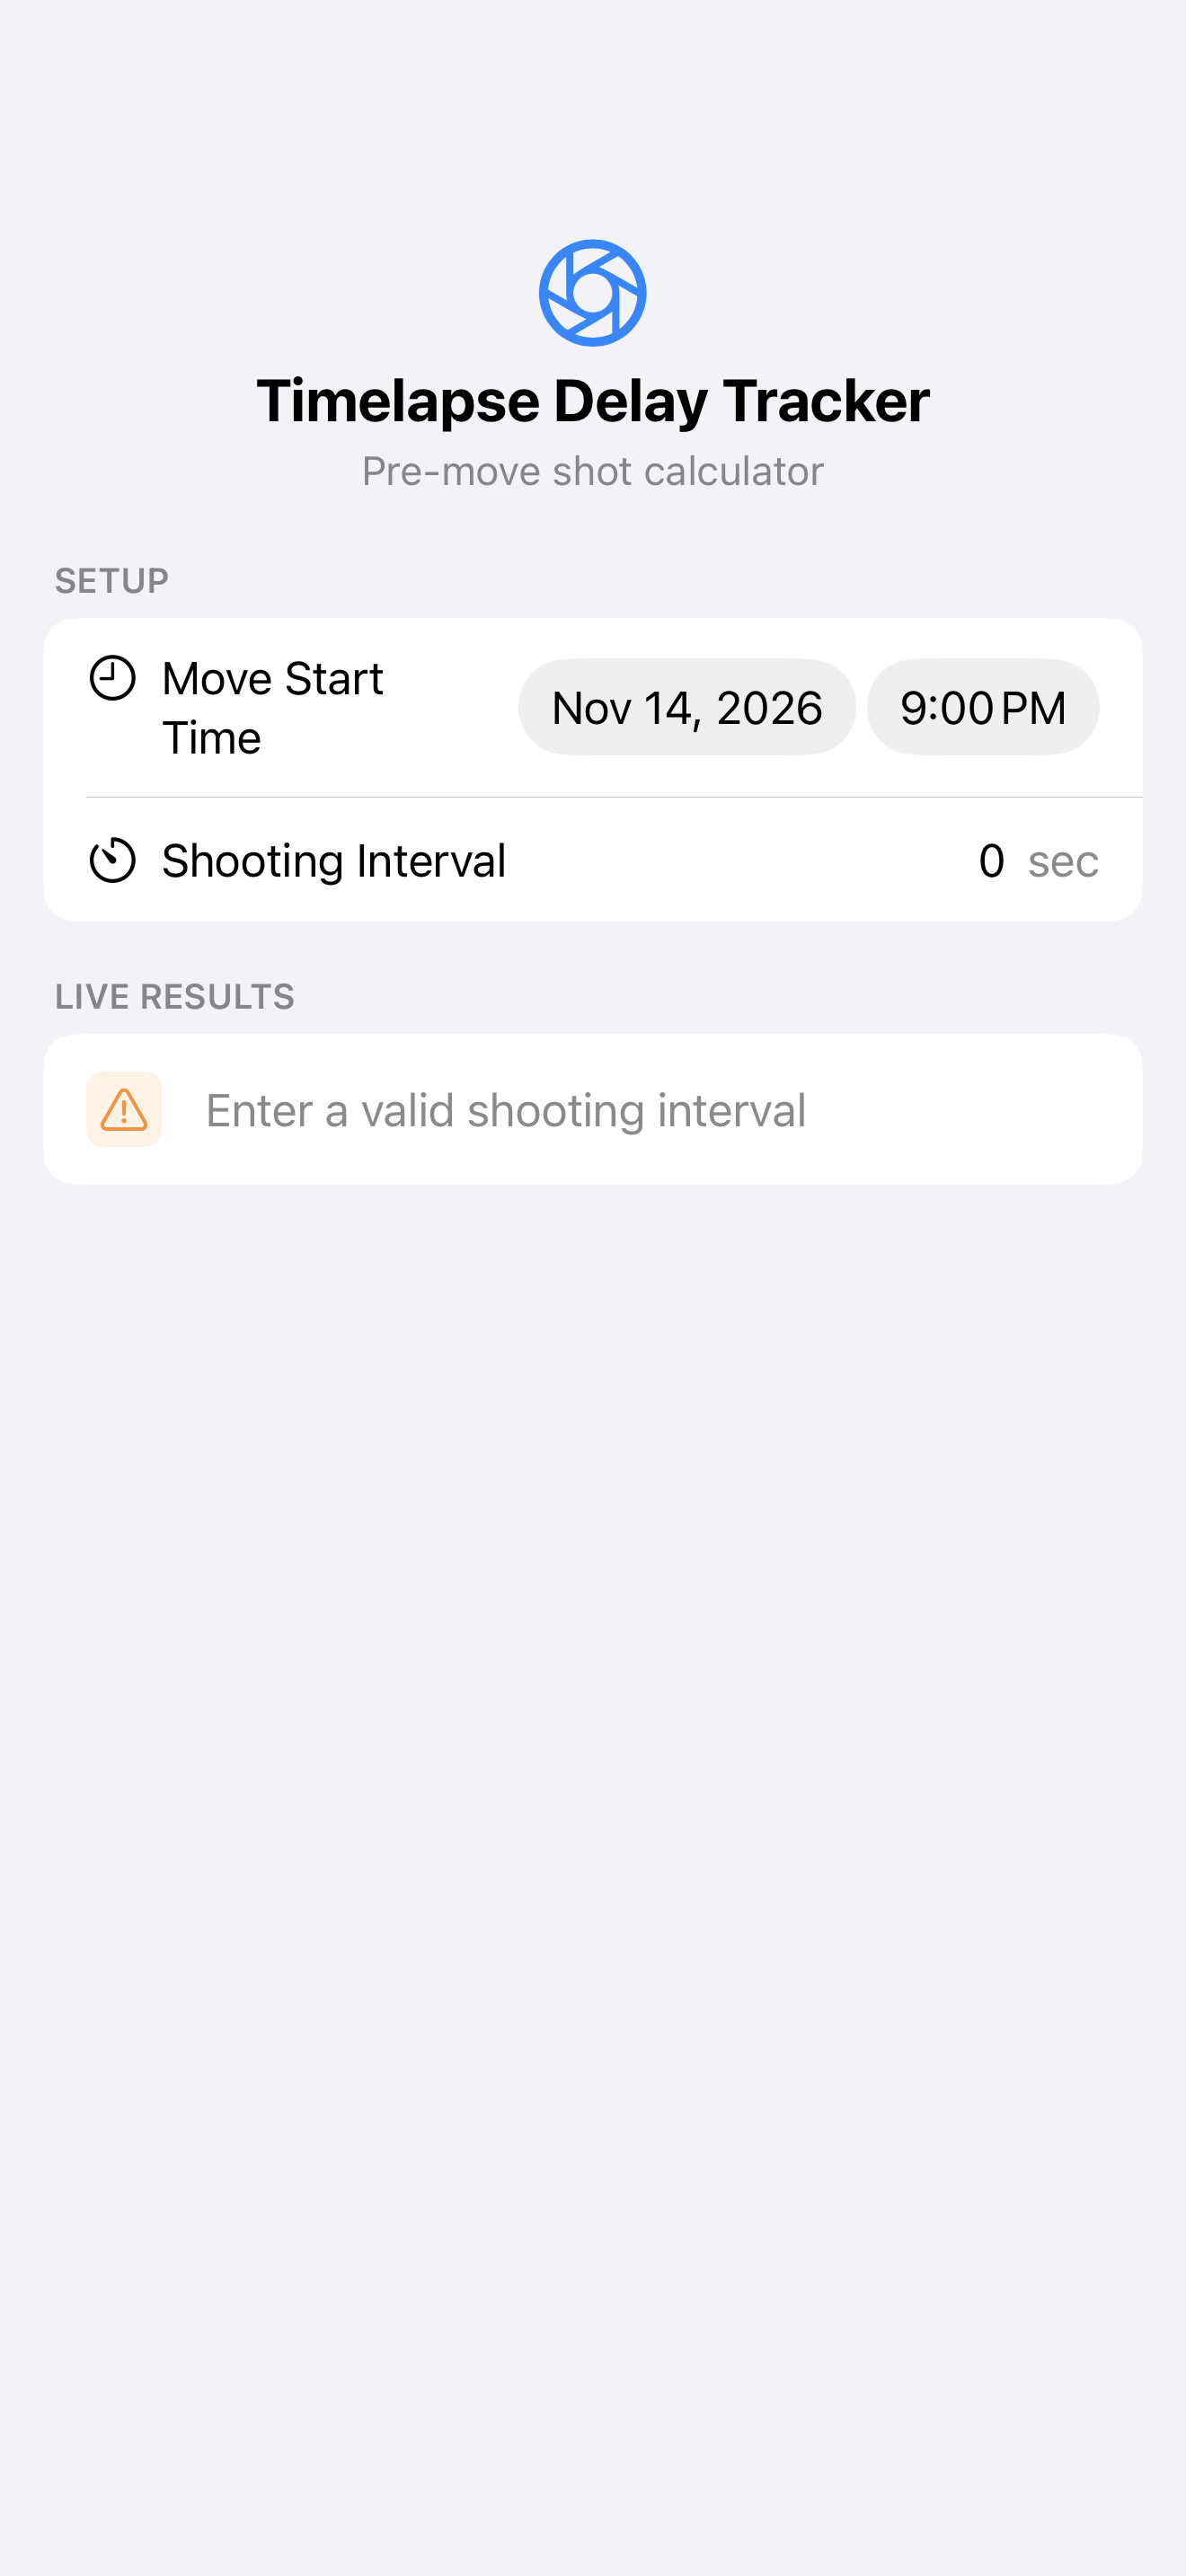 Timelapse Delay Tracker
Pre-move shot calculator
SETUP
Move Start
Time
Nov 14, 2026 9:00 PM
Shooting Interval 0 sec
LIVE RESULTS
Enter a valid shooting interval